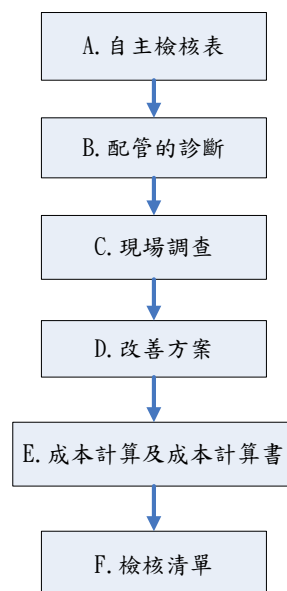 A.自主檢核表
B.配管的診斷
C.現場調查
D.改善方案
E.成本計算及成本計算書
F.檢核清單